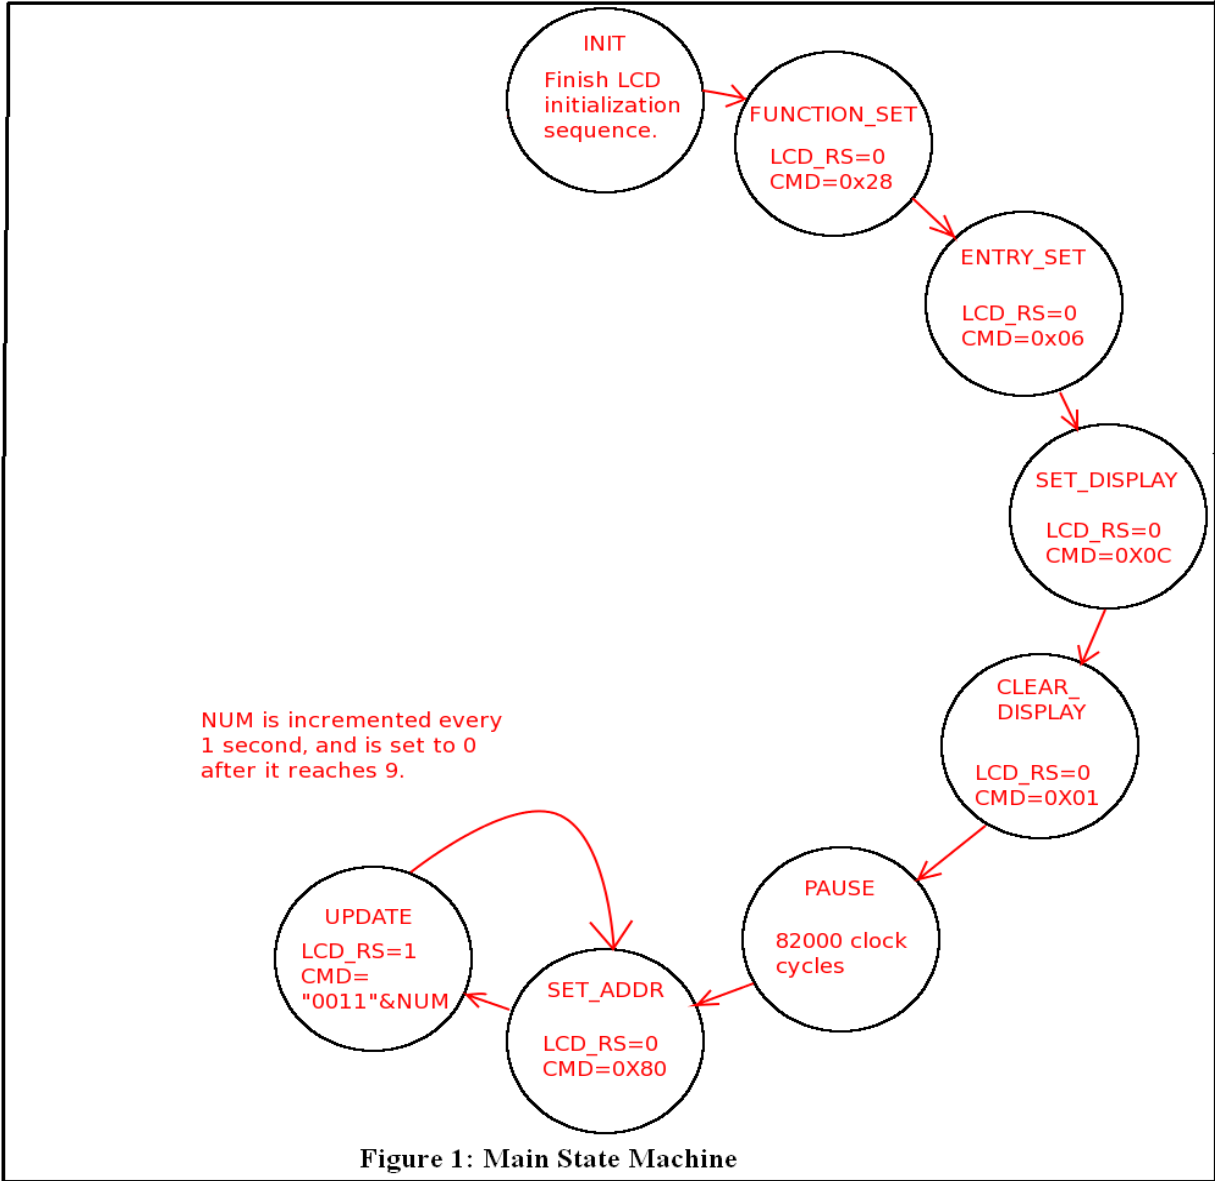 INIT
Finish LCD
initialization
sequence.
FUNCTION_SET
LCD_RS=0
CMD=0x28
ENTRY_SET
LCD_RS=0
CMD=0x06
SET_DISPLAY
LCD_RS=0
CMD=0X0C
CLEAR_
DISPLAY
LCD_RS=0
CMD=0X01
PAUSE
82000 clock
cycles
SET_ADDR
LCD_RS=0
CMD=0X80
UPDATE
LCD_RS=1
CMD=
"0011"&NUM
NUM is incremented every
1 second, and is set to 0
after it reaches 9.
Figure 1: Main State Machine